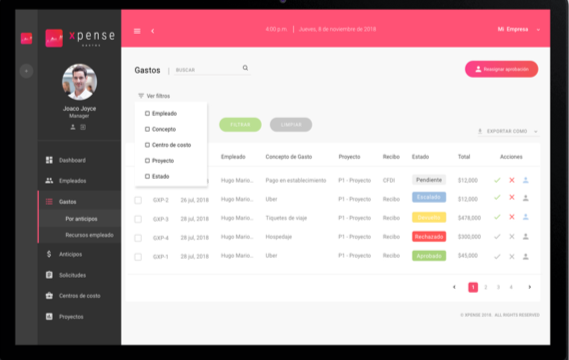 xpense
GASTOS
4:00 p.m. | Jueves, 8 de noviembre de 2018
Mi Empresa
Joaco Joyce
Manager
Dashboard
Empleados
Gastos
Por anticipos
Recursos empleado
Anticipos
Solicitudes
Centros de costo
Proyectos
Gastos | BUSCAR
Reasignar aprobación
Ver filtros
Empleado
Concepto
Centro de costo
Proyecto
Estado
FILTRAR LIMPIAR
EXPORTAR COMO
Empleado Concepto de Gasto Proyecto Recibo Estado Total Acciones
Hugo Mario... Pago en establecimiento P1 - Proyecto CFDI Pendiente $12,000
GXP-2 26 jul, 2018 Hugo Mario... Uber P1 - Proyecto Recibo Escalado $12,000
GXP-3 28 jul, 2018 Hugo Mario... Tiquetes de viaje P1 - Proyecto Recibo $478,000
GXP-4 28 jul, 2018 Hugo Mario... Hospedaje P1 - Proyecto Recibo Rechazado $300,000
GXP-1 28 jul, 2018 Hugo Mario... Uber P1 - Proyecto Recibo Aprobado $45,000
1 2 3 4
© XPENSE 2018. ALL RIGHTS RESERVED.